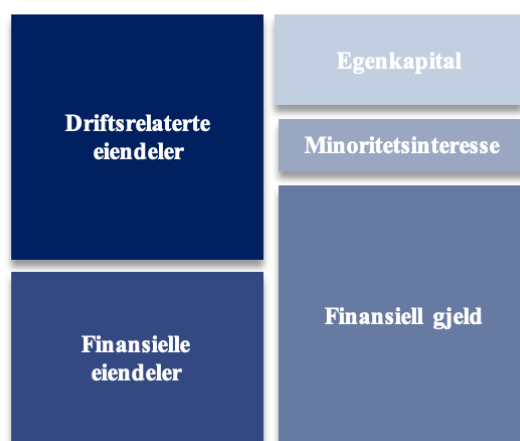 Driftsrelaterte
eiendeler
Finansielle
eiendeler
Egenkapital
Minoritetsinteresse
Finansiell gjeld